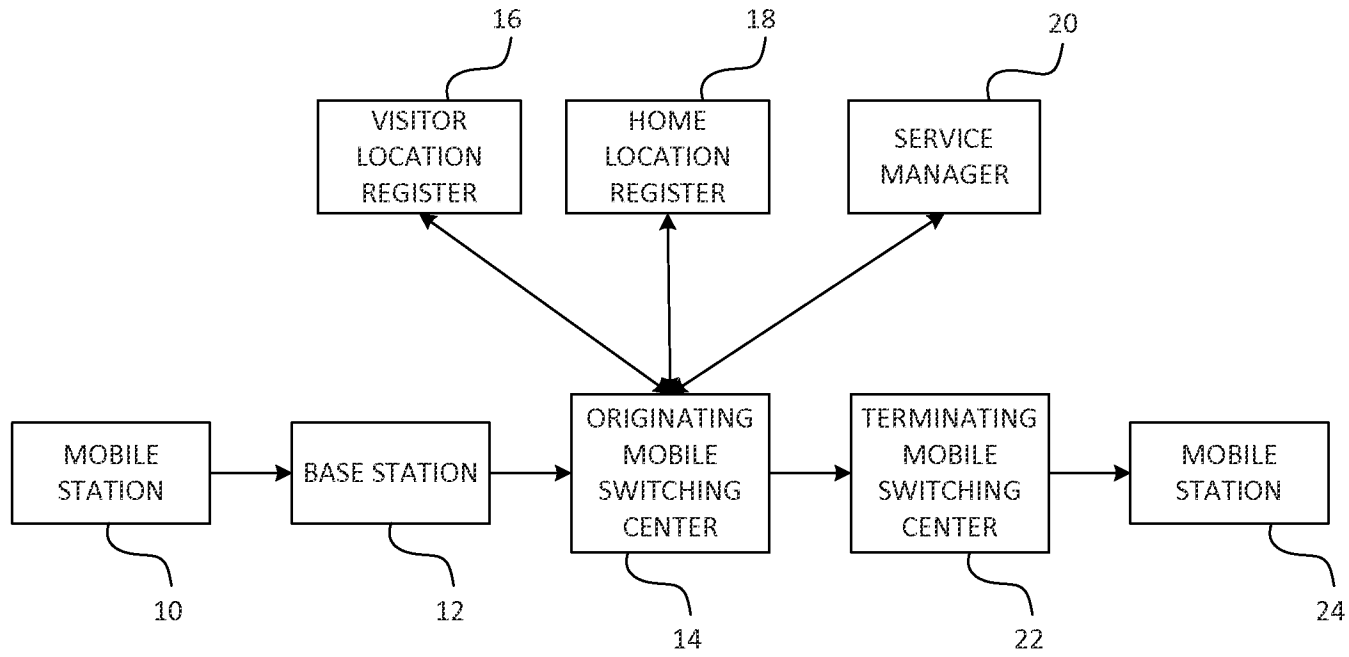 16
18
20
VISITOR
LOCATION
REGISTER
HOME
LOCATION
REGISTER
SERVICE
MANAGER
MOBILE
STATION
BASE STATION
ORIGINATING
MOBILE
SWITCHING
CENTER
TERMINATING
MOBILE
SWITCHING
CENTER
MOBILE
STATION
10
12
14
22
24